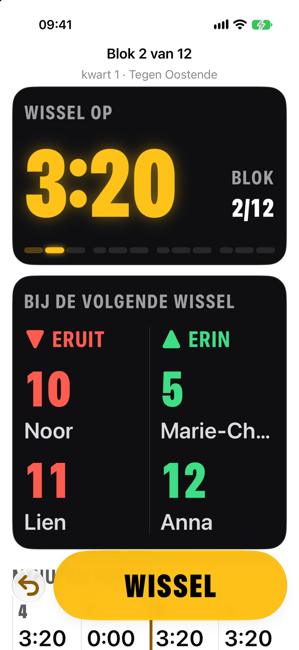 09:41
Blok 2 van 12
kwart 1 · Tegen Oostende
WISSEL OP
3:20
BLOK
2/12
BIJ DE VOLGENDE WISSEL
▼ ERUIT
▲ ERIN
10
Noor
5
Marie-Ch...
11
Lien
12
Anna
WISSEL
4
3:20 0:00 3:20 3:20